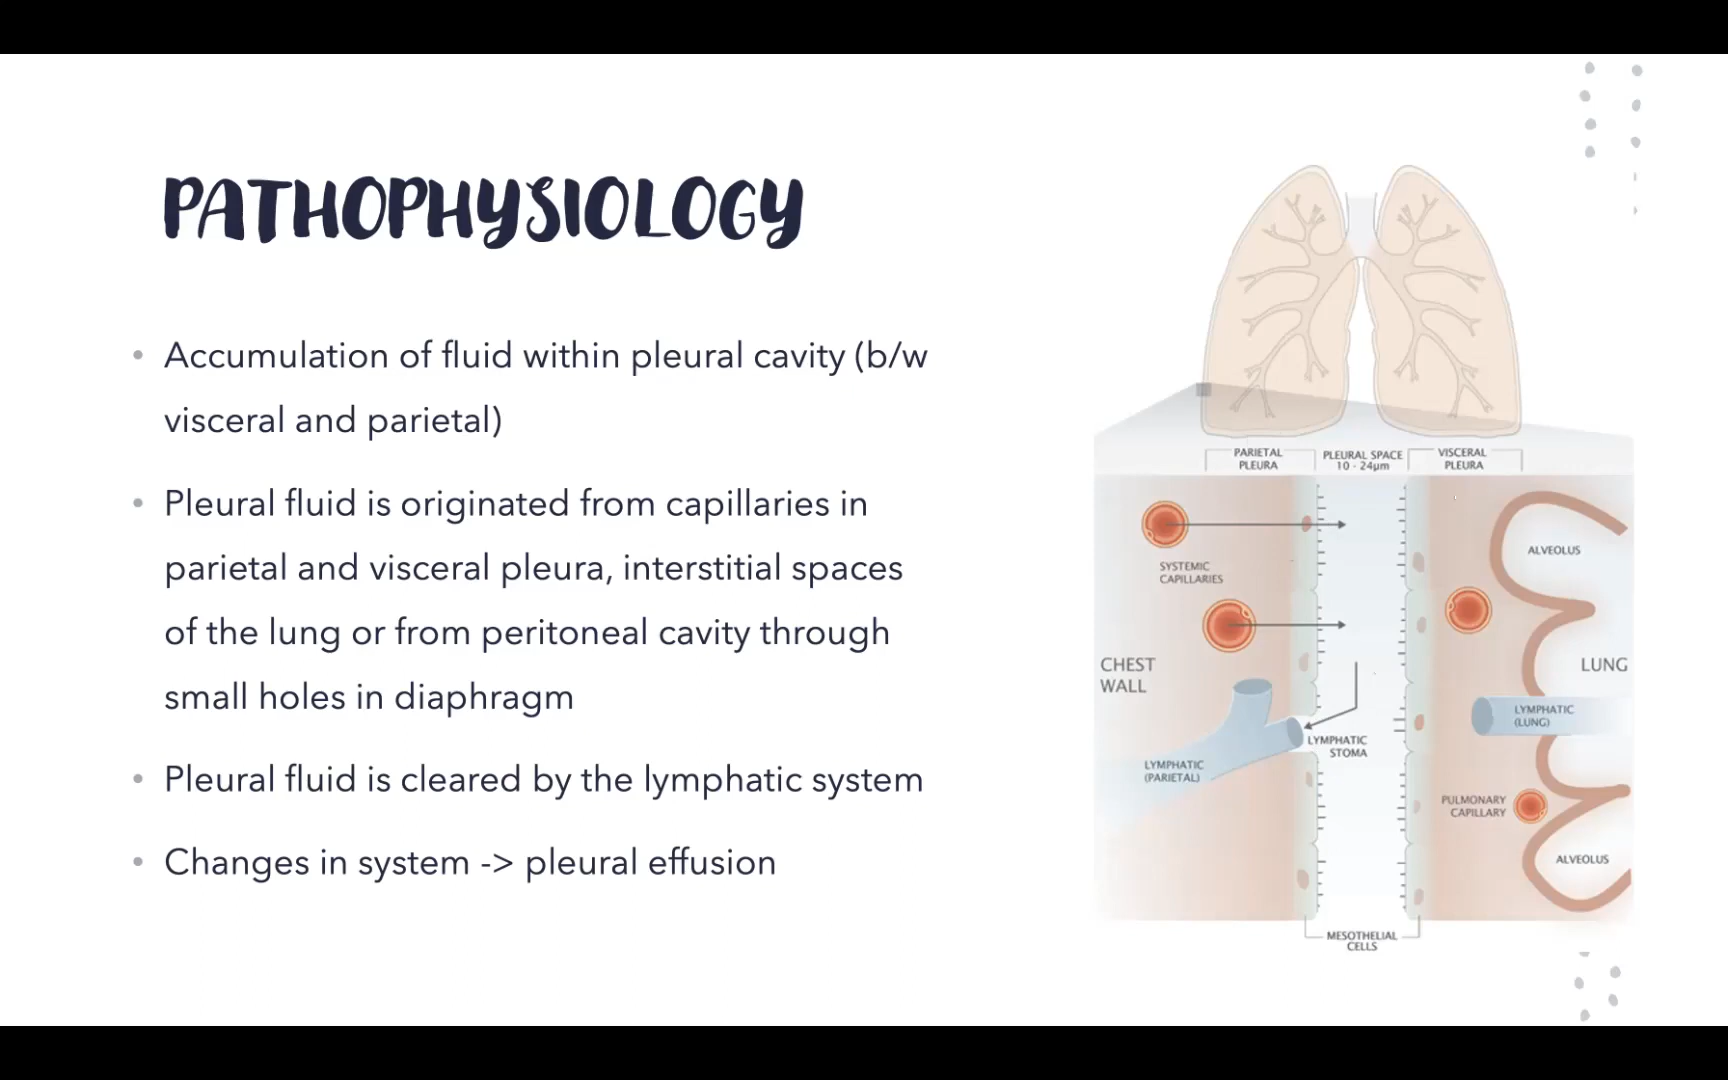 PATHOPHYSIOLOGY
• Accumulation of fluid within pleural cavity (b/w
visceral and parietal)
• Pleural fluid is originated from capillaries in
parietal and visceral pleura, interstitial spaces
of the lung or from peritoneal cavity through
small holes in diaphragm
• Pleural fluid is cleared by the lymphatic system
• Changes in system -> pleural effusion
PARIETAL
PLEURA
PLEURAL SPACE
10 - 24µm
VISCERAL
PLEURA
ALVEOLUS
SYSTEMIC
CAPILLARIES
CHEST
WALL
LUNG
LYMPHATIC
(LUNG)
LYMPHATIC
STOMA
LYMPHATIC
(PARIETAL)
PULMONARY
CAPILLARY
ALVEOLUS
MESOTHELIAL
CELLS